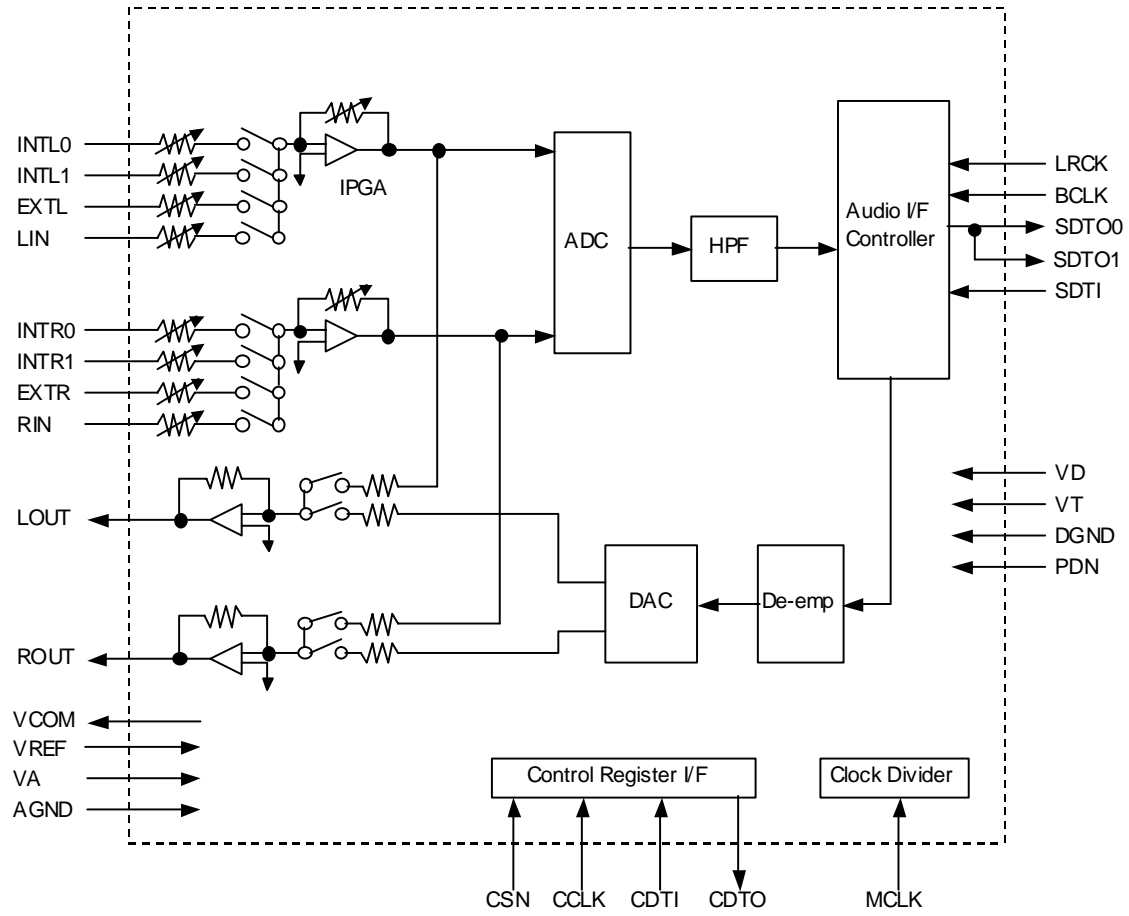 INTL0
INTL1
EXTL
LIN
IPGA
INTR0
INTR1
EXTR
RIN
ADC
HPF
Audio I/F
Controller
LRCK
BCLK
SDTO0
SDTO1
SDTI
VD
VT
DGND
PDN
LOUT
ROUT
DAC
De-emp
VCOM
VREF
VA
AGND
Control Register I/F
Clock Divider
CSN
CCLK
CDTI
CDTO
MCLK